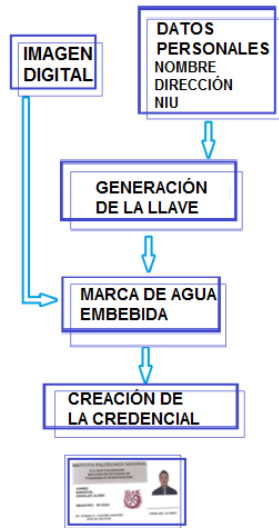 IMAGEN
DIGITAL
DATOS
PERSONALES
NOMBRE
DIRECCIÓN
NIU
GENERACIÓN
DE LA LLAVE
MARCA DE AGUA
EMBEBIDA
CREACIÓN DE
LA CREDENCIAL
INSTITUTO POLITECNICO NACIONAL